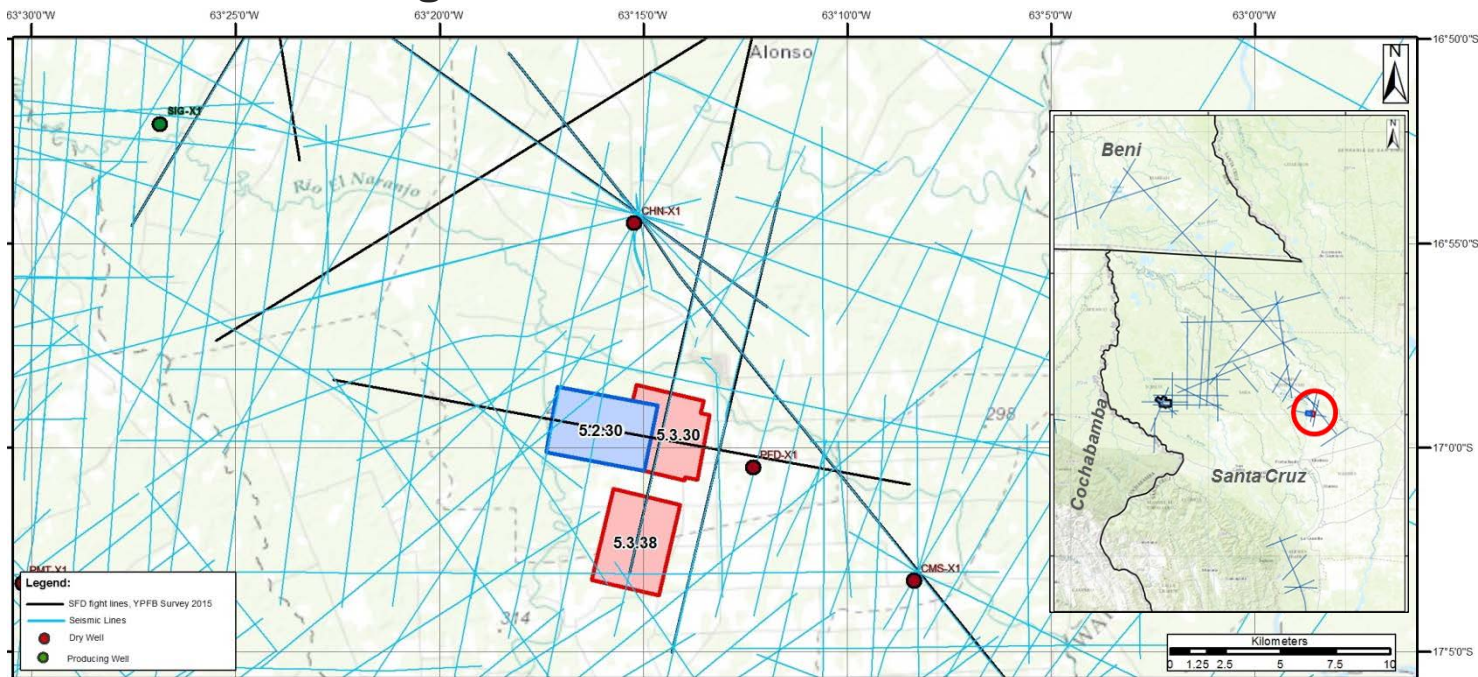 63°30'0"W 63°25'0"W 63°20'0"W 63°15'0"W 63°10'0"W 63°5'0"W 63°0'0"W
16°50'0"S
Alonso
N
SIG-X1
N
Beni
Río El Naranjo
CHN-X1
16°55'0"S
5.2.30
5.3.30
298
PFD-X1
17°0'0"S
Cochabamba
Santa Cruz
5.3.38
PMT-X1
CMS-X1
314
Legend:
SFD fight lines, YPFB Survey 2015
Seismic Lines
Dry Well
Producing Well
Kilometers
0 1.25 2.5 5 7.5 10
17°5'0"S